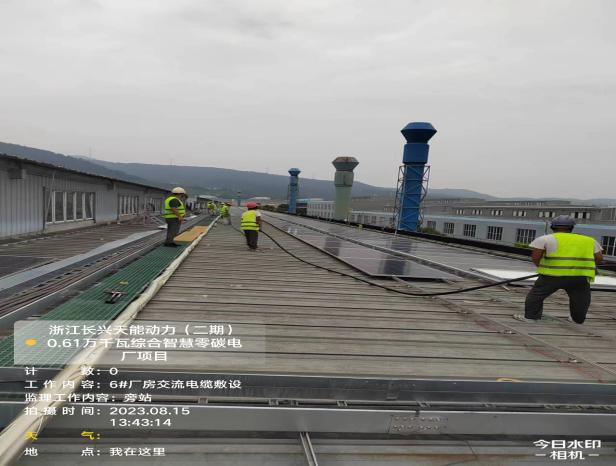 浙江长兴天能动力（二期）
0.61万千瓦综合智慧零碳电
厂项目
计 数：0
工作内容：6#厂房交流电缆敷设
监理工作内容：旁站
拍摄时间：2023.08.15
13:43:14
天 气：
地 点：我在这里
今日水印
相机